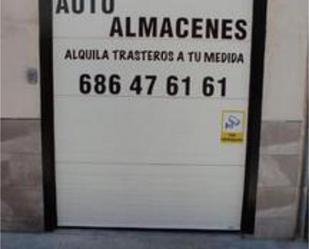 AUTO
ALMACENES
ALQUILA TRASTEROS A TU MEDIDA
686 47 61 61